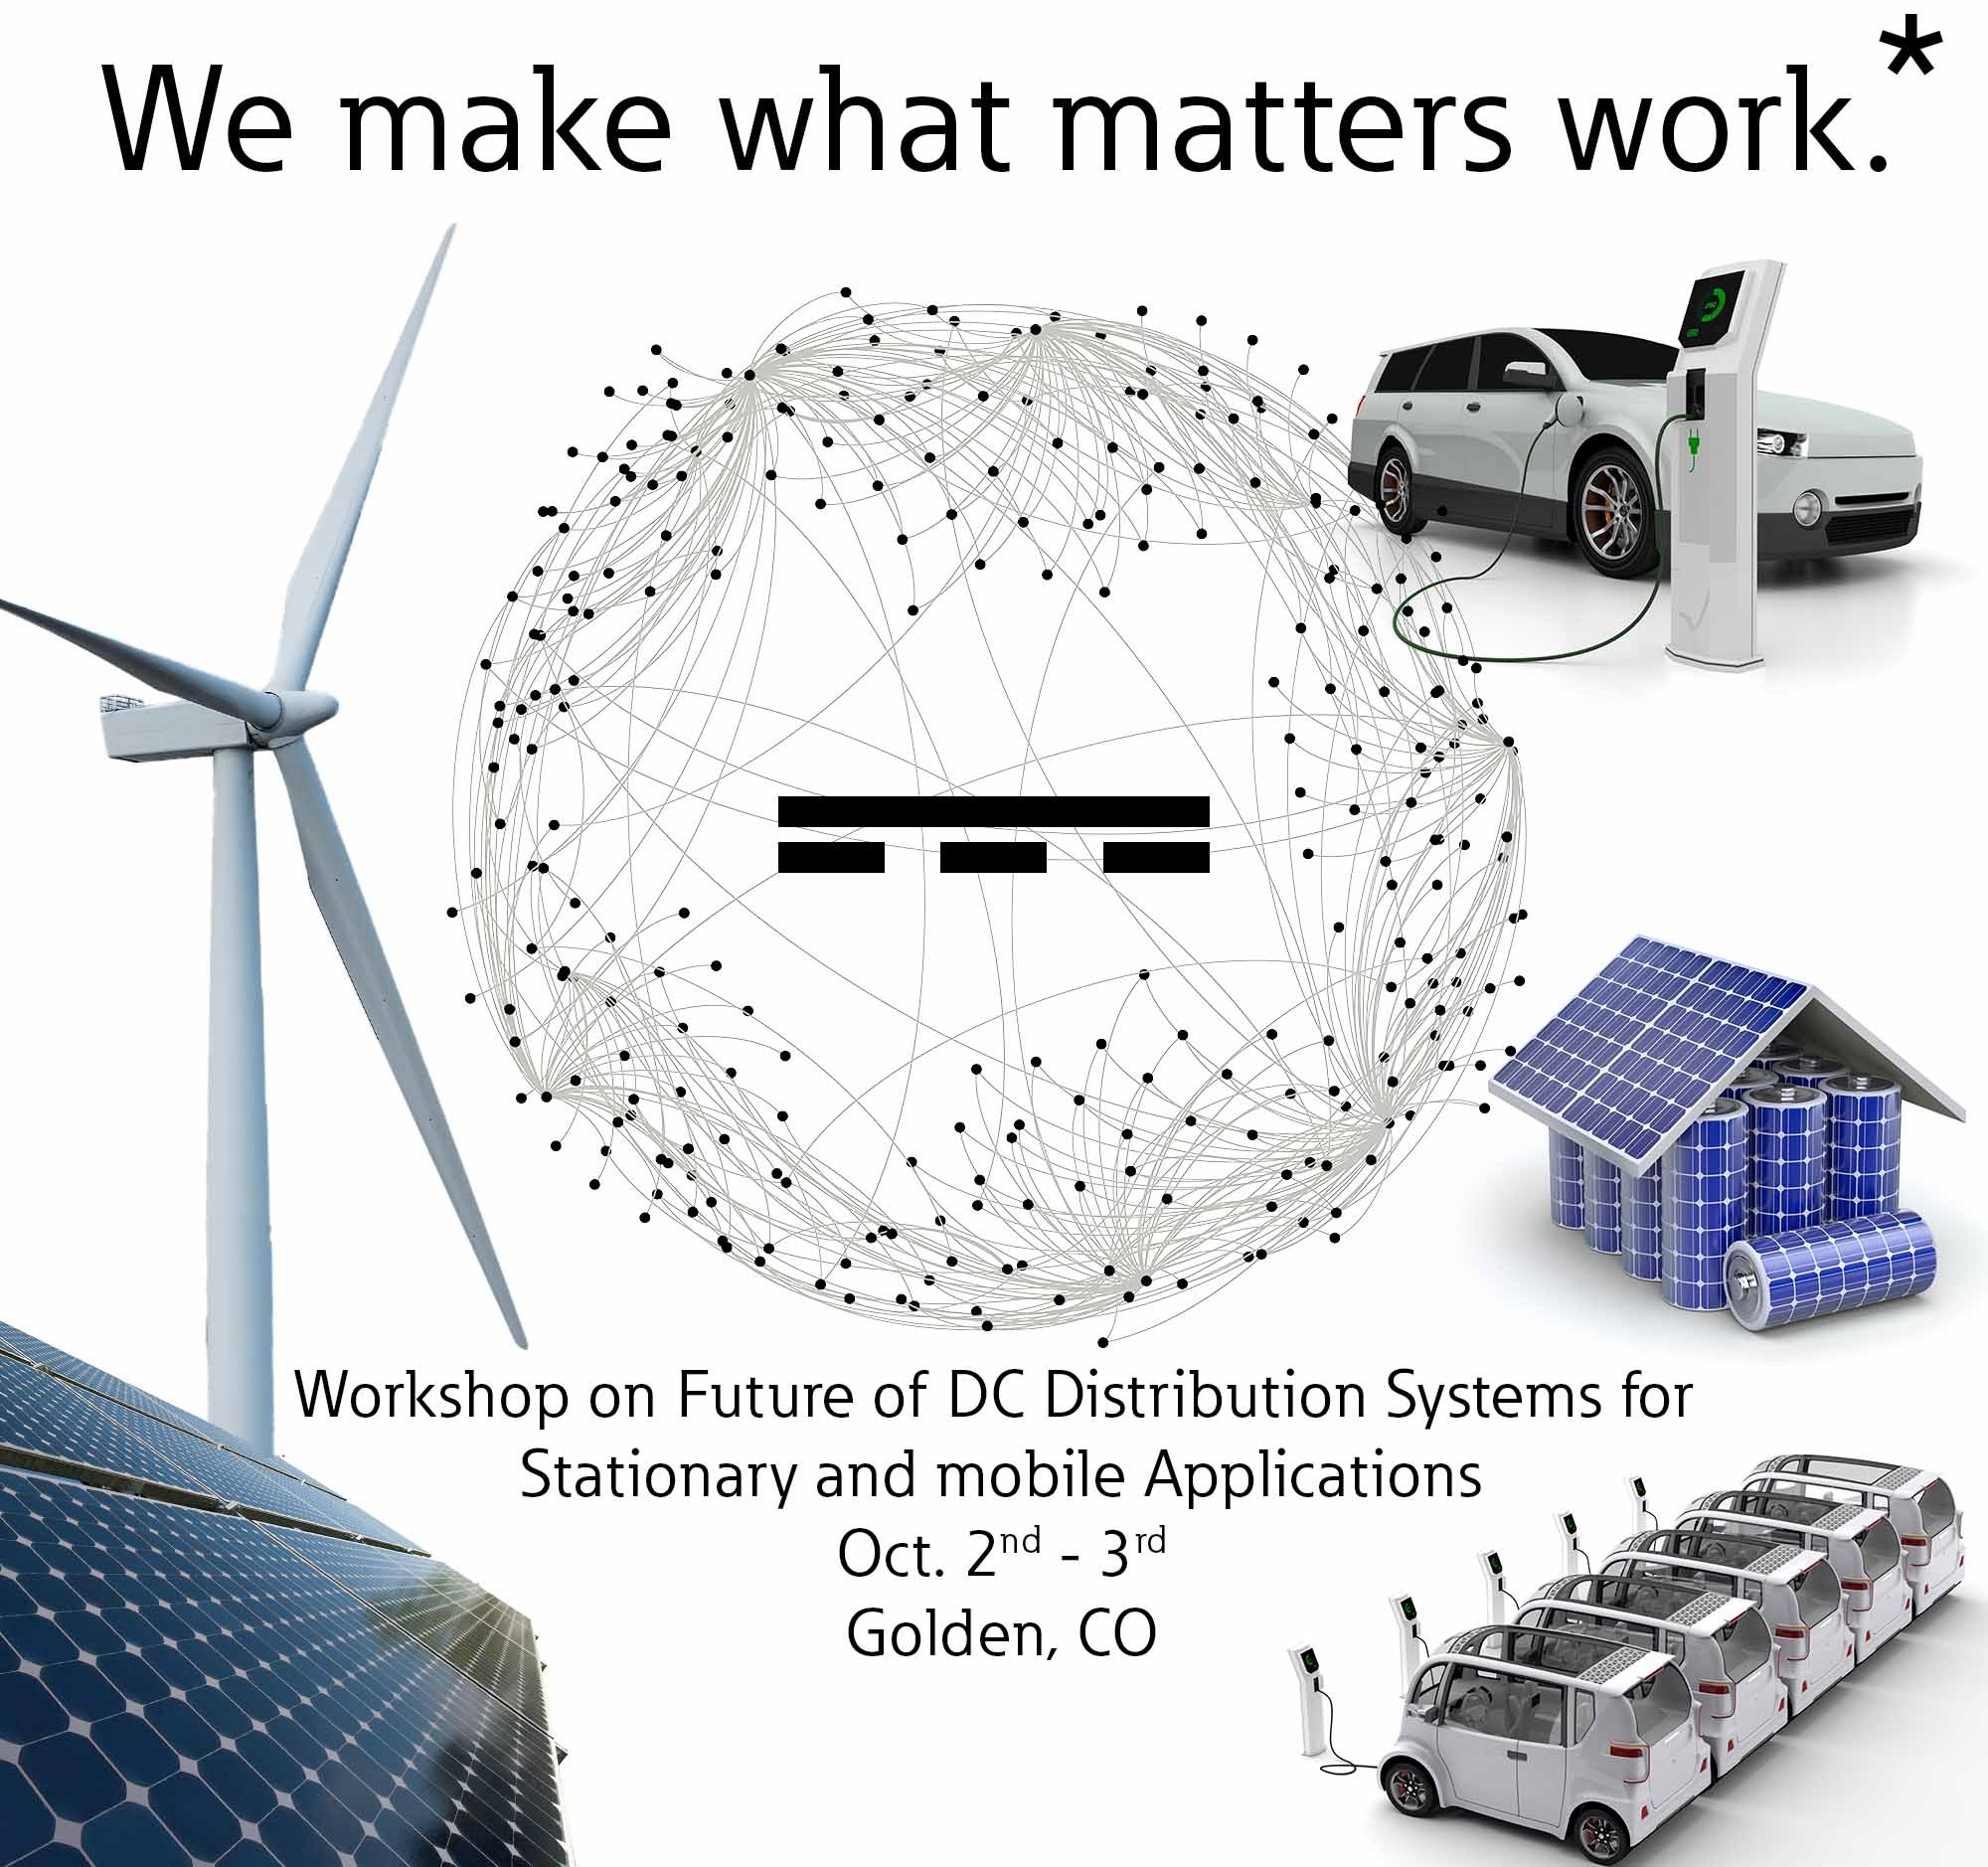 We make what matters work.*
Workshop on Future of DC Distribution Systems for
Stationary and mobile Applications
Oct. 2nd - 3rd
Golden, CO